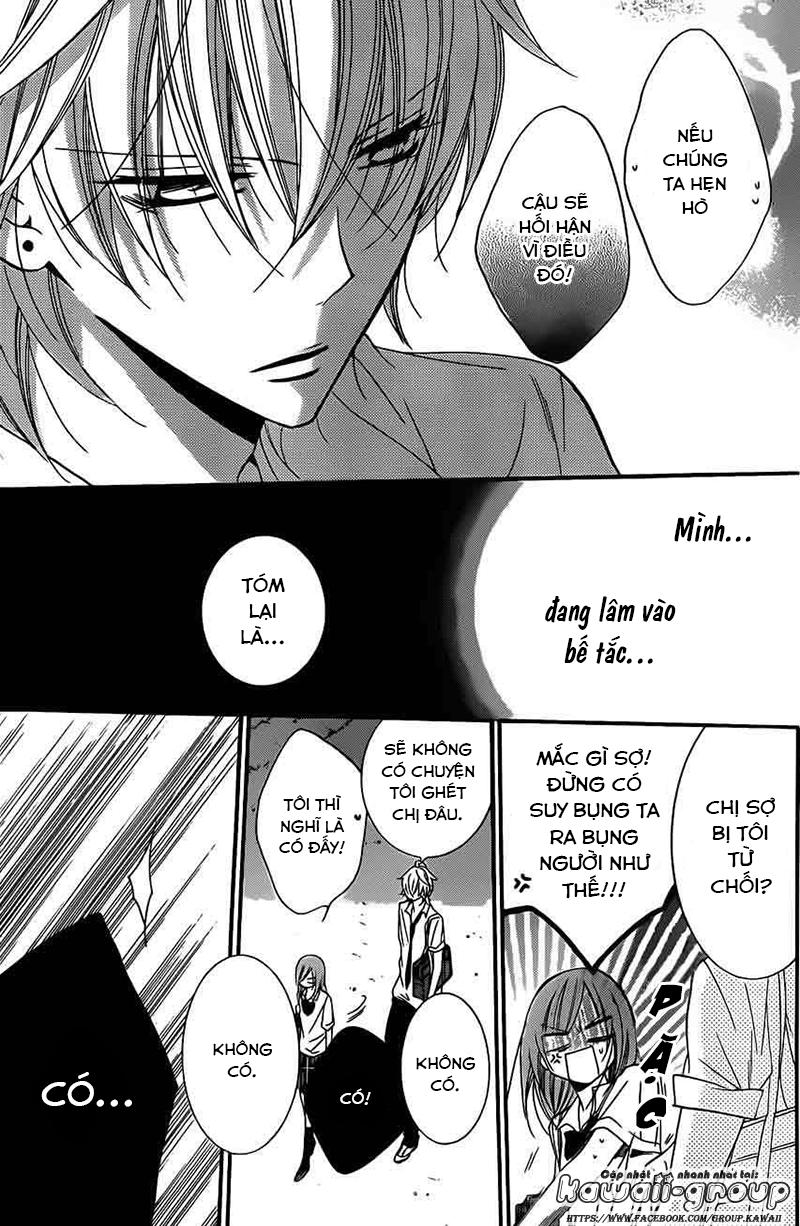 NẾU
CHÚNG
TA HẸN
HÒ
CẬU SẼ
HỐI HẬN
VÌ ĐIỀU
ĐÓ!
Mình...
đang lâm vào
bế tắc...
TÓM
LẠI
LÀ...
CHỊ SỢ
BỊ TÔI
TỪ
CHỐI?
MẮC GÌ SỢ!
ĐỪNG CÓ
SUY BỤNG TA
RA BỤNG
NGƯỜI NHƯ
THẾ!!!
PẶC
SẼ KHÔNG
CÓ CHUYỆN
TÔI GHÉT
CHỊ ĐÂU.
TÔI THÌ
NGHĨ LÀ
CÓ ĐẤY!
KHÔNG
CÓ.
CÓ!
KHÔNG
CÓ.
CÓ...
Cập nhật nhanh nhất tại:
kawaii-group
HTTPS://WWW.FACEBOOK.COM/GROUP.KAWAII